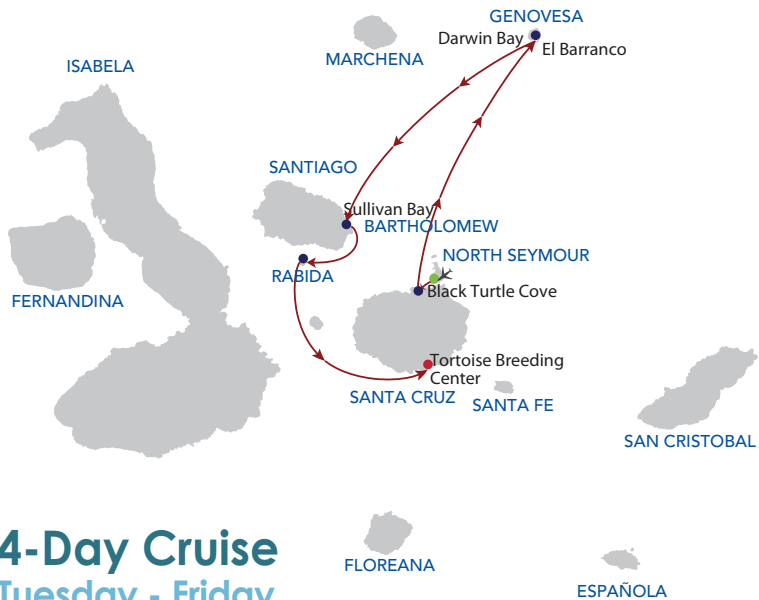 GENOVESA
Darwin Bay
El Barranco
MARCHENA
ISABELA
SANTIAGO
Sullivan Bay
BARTHOLOMEW
NORTH SEYMOUR
RABIDA
Black Turtle Cove
FERNANDINA
Tortoise Breeding
Center
SANTA CRUZ
SANTA FE
SAN CRISTOBAL
4-Day Cruise
FLOREANA
Tuesday - Friday
ESPAÑOLA